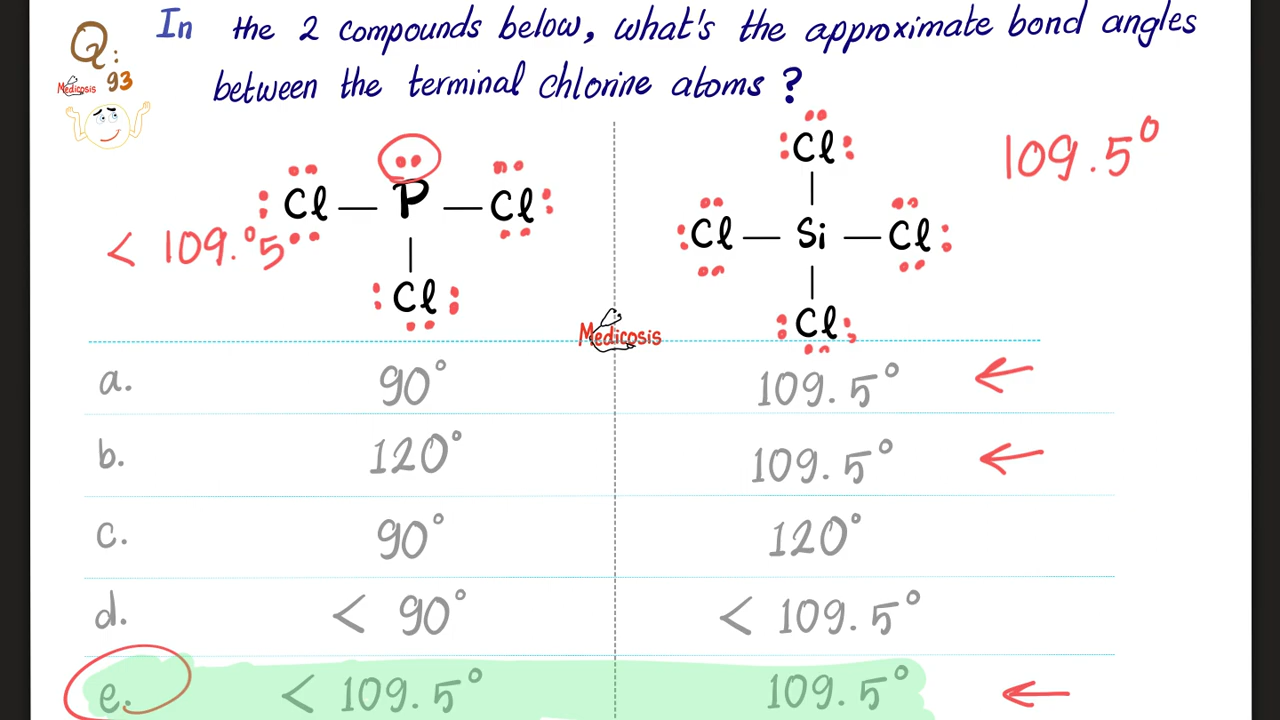 Q: In the 2 compounds below, what's the approximate bond angles
Medicosis 93 between the terminal chlorine atoms ?
Cl 109.5°
Cl — P — Cl Cl — Si — Cl
< 109.°5
Cl Cl
Medicosis
a. 90° 109.5° ←
b. 120° 109.5° ←
c. 90° 120°
d. < 90° < 109.5°
e. < 109.5° 109.5° ←